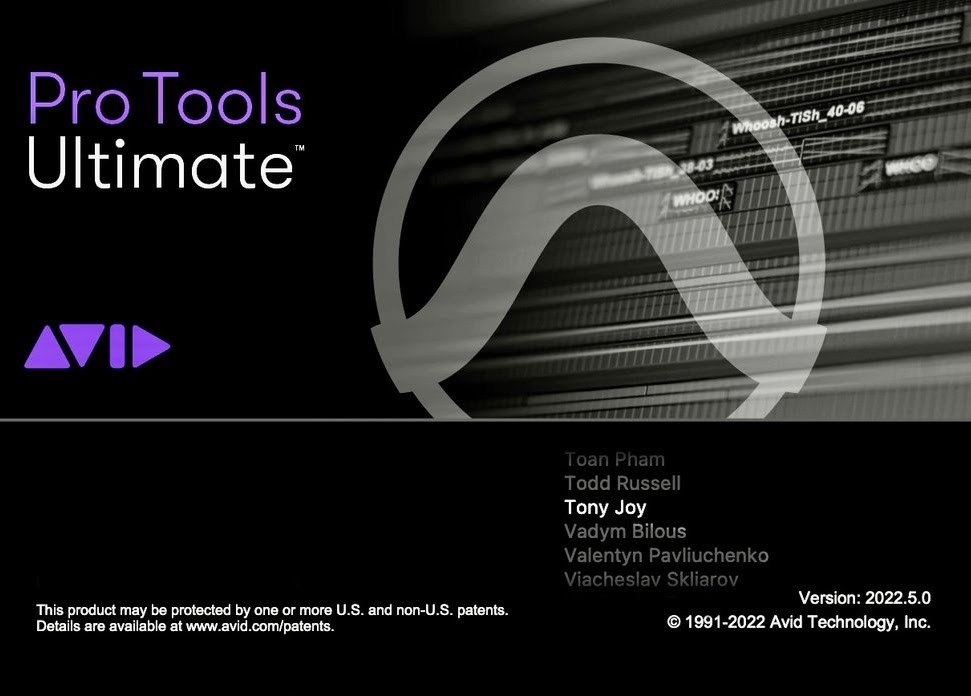 Pro Tools
Ultimate™
AVID
Whoosh-TiSh_40-06
WHOO
Toan Pham
Todd Russell
Tony Joy
Vadym Bilous
Valentyn Pavliuchenko
Viacheslav Skliarov
Version: 2022.5.0
© 1991-2022 Avid Technology, Inc.
This product may be protected by one or more U.S. and non-U.S. patents.
Details are available at www.avid.com/patents.